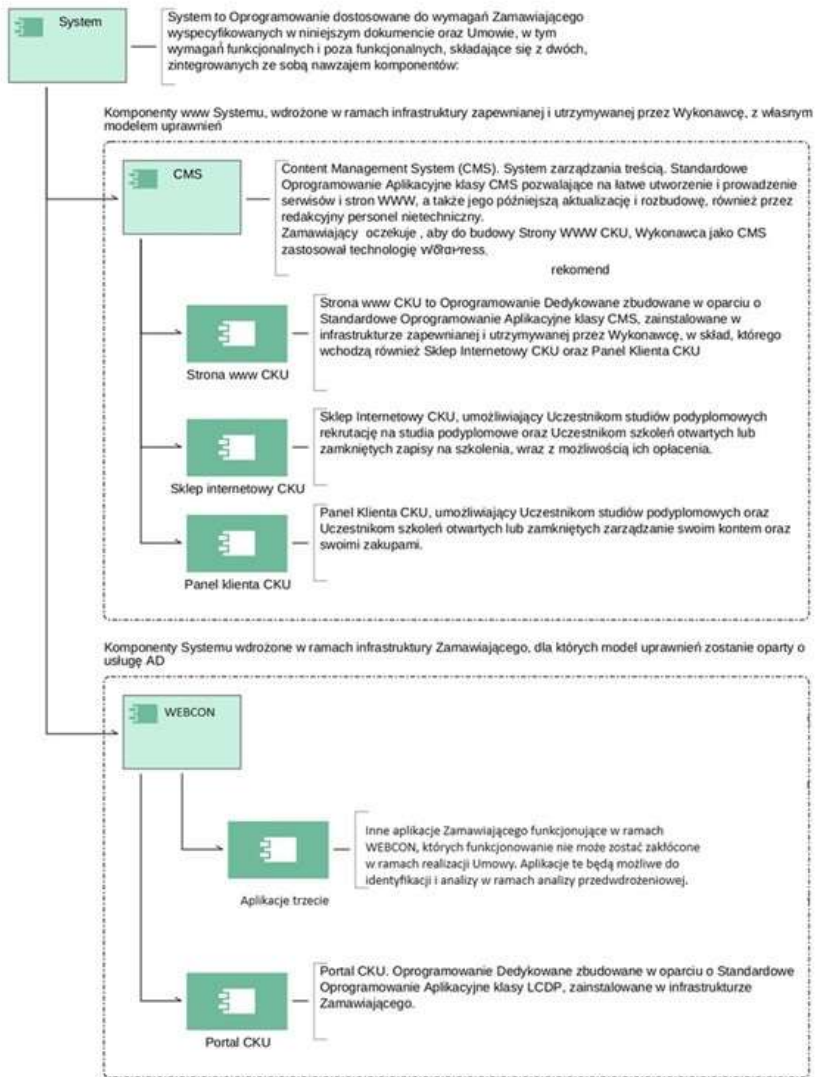 System
System to Oprogramowanie dostosowane do wymagań Zamawiającego
wyspecyfikowanych w niniejszym dokumencie oraz Umowie, w tym
wymagań funkcjonalnych i poza funkcjonalnych, składające się z dwóch,
zintegrowanych ze sobą nawzajem komponentów:
Komponenty www Systemu, wdrożone w ramach infrastruktury zapewnianej i utrzymywanej przez Wykonawcę, z własnym
modelem uprawnień
CMS
Content Management System (CMS). System zarządzania treścią. Standardowe
Oprogramowanie Aplikacyjne klasy CMS pozwalające na łatwe utworzenie i prowadzenie
serwisów i stron WWW, a także jego późniejszą aktualizację i rozbudowę, również przez
redakcyjny personel nietechniczny.
Zamawiający oczekuje , aby do budowy Strony WWW CKU, Wykonawca jako CMS
zastosował technologię
rekomend
Strona www CKU
Strona www CKU to Oprogramowanie Dedykowane zbudowane w oparciu o
Standardowe Oprogramowanie Aplikacyjne klasy CMS, zainstalowane w
infrastrukturze zapewnianej i utrzymywanej przez Wykonawcę, w skład, którego
wchodzą również Sklep Internetowy CKU oraz Panel Klienta CKU
Sklep internetowy CKU
Sklep Internetowy CKU, umożliwiający Uczestnikom studiów podyplomowych
rekrutację na studia podyplomowe oraz Uczestnikom szkoleń otwartych lub
zamkniętych zapisy na szkolenia, wraz z możliwością ich opłacenia.
Panel klienta CKU
Panel Klienta CKU, umożliwiający Uczestnikom studiów podyplomowych oraz
Uczestnikom szkoleń otwartych lub zamkniętych zarządzanie swoim kontem oraz
swoimi zakupami.
Komponenty Systemu wdrożone w ramach infrastruktury Zamawiającego, dla których model uprawnień zostanie oparty o
usługę AD
WEBCON
Aplikacje trzecie
Inne aplikacje Zamawiającego funkcjonujące w ramach
WEBCON, których funkcjonowanie nie może zostać zakłócone
w ramach realizacji Umowy. Aplikacje te będą możliwe do
identyfikacji i analizy w ramach analizy przedwdrożeniowej.
Portal CKU
Portal CKU. Oprogramowanie Dedykowane zbudowane w oparciu o Standardowe
Oprogramowanie Aplikacyjne klasy LCDP, zainstalowane w infrastrukturze
Zamawiającego.